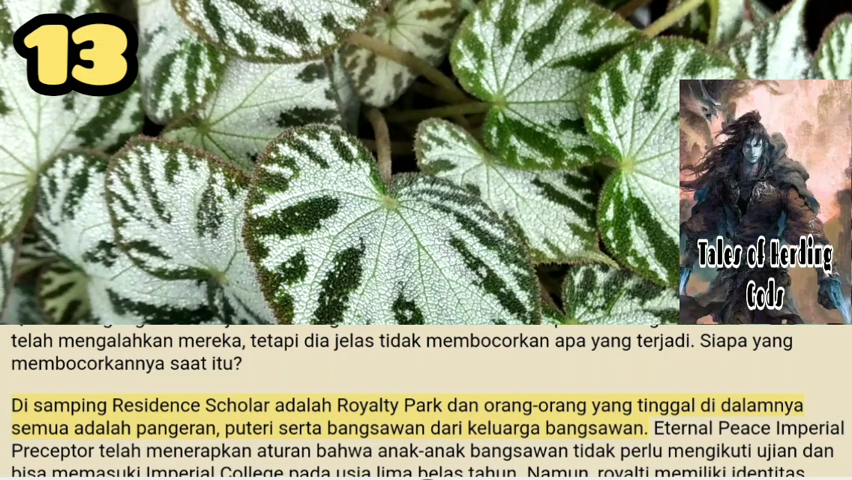 13
Tales of Herding
Gods
telah mengalahkan mereka, tetapi dia jelas tidak membocorkan apa yang terjadi. Siapa yang
membocorkannya saat itu?
Di samping Residence Scholar adalah Royalty Park dan orang-orang yang tinggal di dalamnya
semua adalah pangeran, puteri serta bangsawan dari keluarga bangsawan. Eternal Peace Imperial
Preceptor telah menerapkan aturan bahwa anak-anak bangsawan tidak perlu mengikuti ujian dan
bisa memasuki Imperial College pada usia lima belas tahun. Namun, royalti memiliki identitas